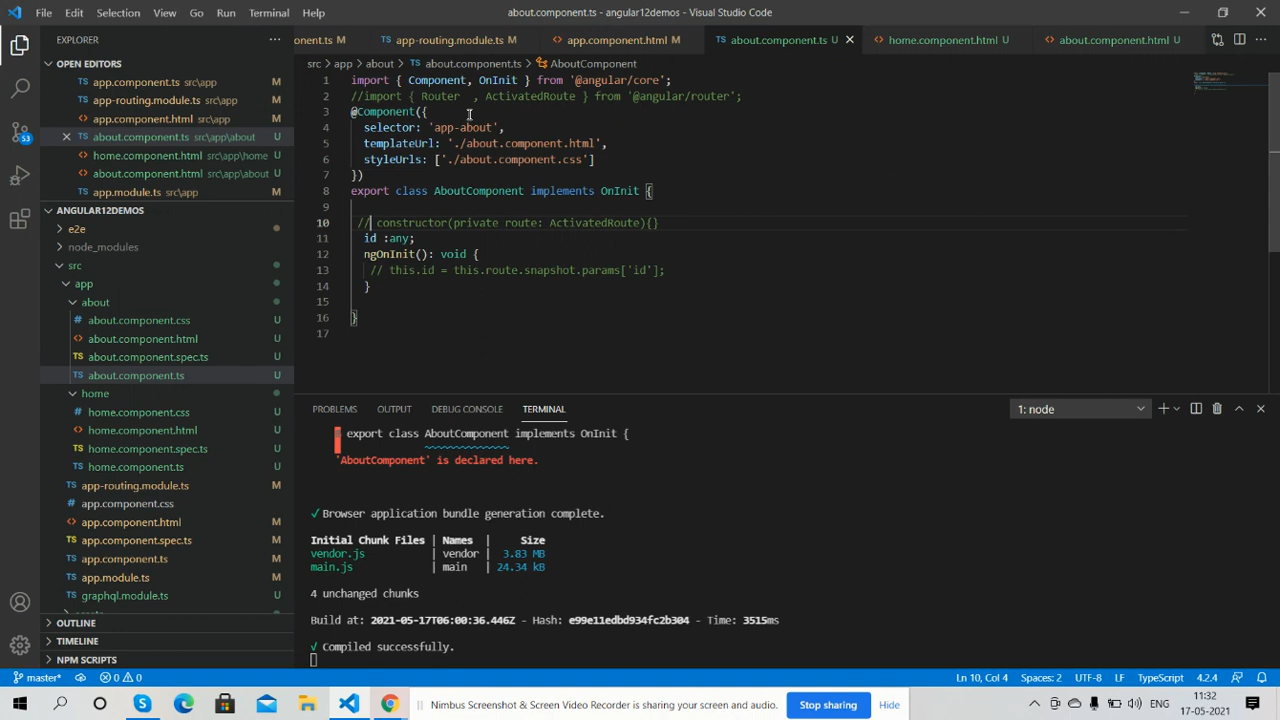 File Edit Selection View Go Run Terminal Help
about.component.ts - angular12demos - Visual Studio Code
EXPLORER
onent.ts M app-routing.module.ts M app.component.html M about.component.ts U home.component.html U about.component.html U
OPEN EDITORS
app.component.ts src\app
app-routing.module.ts src\app
app.component.html src\app
about.component.ts src\app\about
home.component.html src\app\home
about.component.html src\app\about
app.module.ts src\app
53
ANGULAR12DEMOS
e2e
node_modules
src
app
about
about.component.css U
about.component.html U
about.component.spec.ts U
about.component.ts U
home
home.component.css U
home.component.html U
home.component.spec.ts U
home.component.ts U
app-routing.module.ts M
app.component.css
app.component.html M
app.component.spec.ts M
app.component.ts M
app.module.ts M
graphql.module.ts U
OUTLINE
TIMELINE
NPM SCRIPTS
src > app > about > about.component.ts > AboutComponent
1 import { Component, OnInit } from '@angular/core';
2 //import { Router , ActivatedRoute } from '@angular/router';
3 @Component({
4 selector: 'app-about',
5 templateUrl: './about.component.html',
6 styleUrls: ['./about.component.css']
7 })
8 export class AboutComponent implements OnInit {
9
10 // constructor(private route: ActivatedRoute){}
11 id :any;
12 ngOnInit(): void {
13 // this.id = this.route.snapshot.params['id'];
14 }
15
16 }
17
PROBLEMS OUTPUT DEBUG CONSOLE TERMINAL 1: node
export class AboutComponent implements OnInit {
'AboutComponent' is declared here.
√ Browser application bundle generation complete.
Initial Chunk Files | Names | Size
vendor.js | vendor | 3.83 MB
main.js | main | 24.34 kB
4 unchanged chunks
Build at: 2021-05-17T06:00:36.446Z - Hash: e99e11edbd934fc2b304 - Time: 3515ms
√ Compiled successfully.
master* 0 0 Ln 10, Col 4 Spaces: 2 UTF-8 LF TypeScript 4.2.4
Nimbus Screenshot & Screen Video Recorder is sharing your screen and audio. Stop sharing Hide
ENG 11:32
17-05-2021